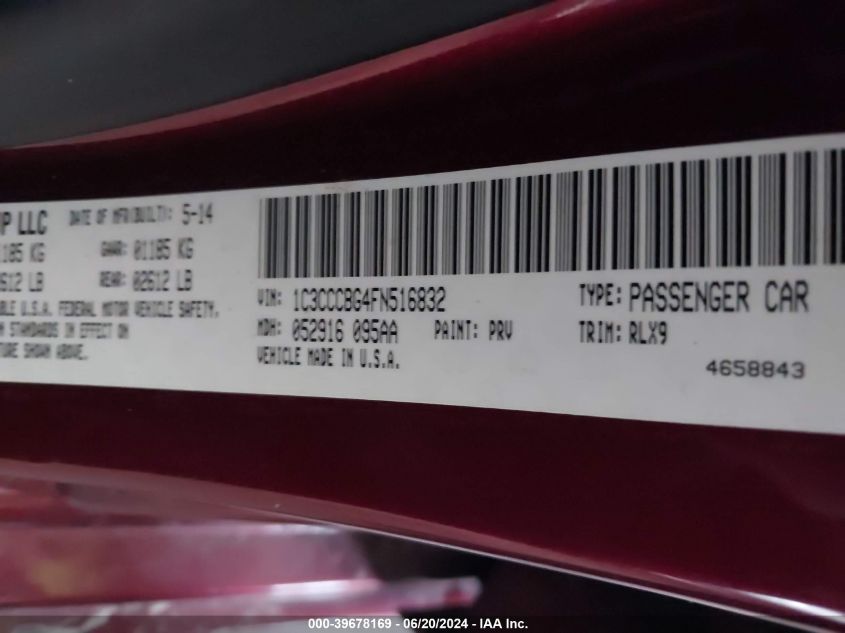 UP LLC DATE OF MFR(BUILT): 5-14
1185 KG GAWR: 01185 KG
2612 LB REAR: 02612 LB
BLE U.S.A. FEDERAL MOTOR VEHICLE SAFETY,
STANDARDS IN EFFECT ON
TURE SHOWN ABOVE.
VIN: 1C3CCCBG4FN516832 TYPE: PASSENGER CAR
MDH: 052916 095AA PAINT: PRV TRIM: RLX9
VEHICLE MADE IN U.S.A.
4658843
000-39678169 - 06/20/2024 - IAA Inc.